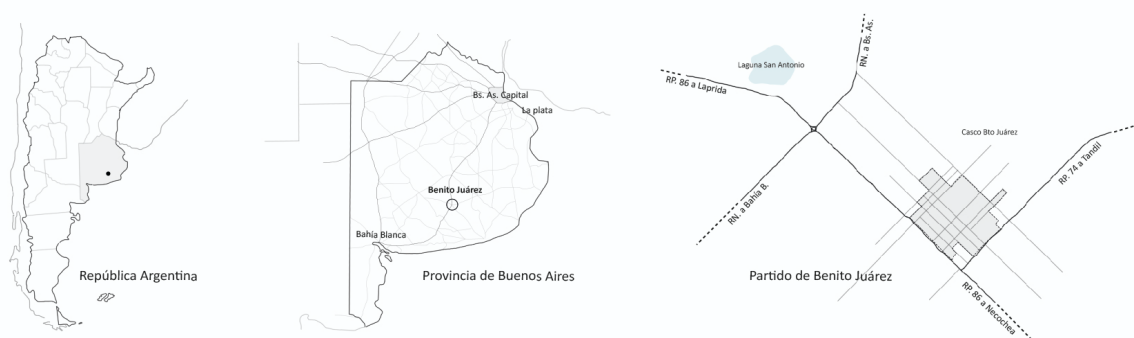 República Argentina
Bs. As. Capital
La plata
Benito Juárez
Bahía Blanca
Provincia de Buenos Aires
Laguna San Antonio
RN. a Bs. As.
RP. 86 a Laprida
Casco Bto Juárez
RP. 74 a Tandil
RN. a Bahía B.
Partido de Benito Juárez
RP. 86 a Necochea